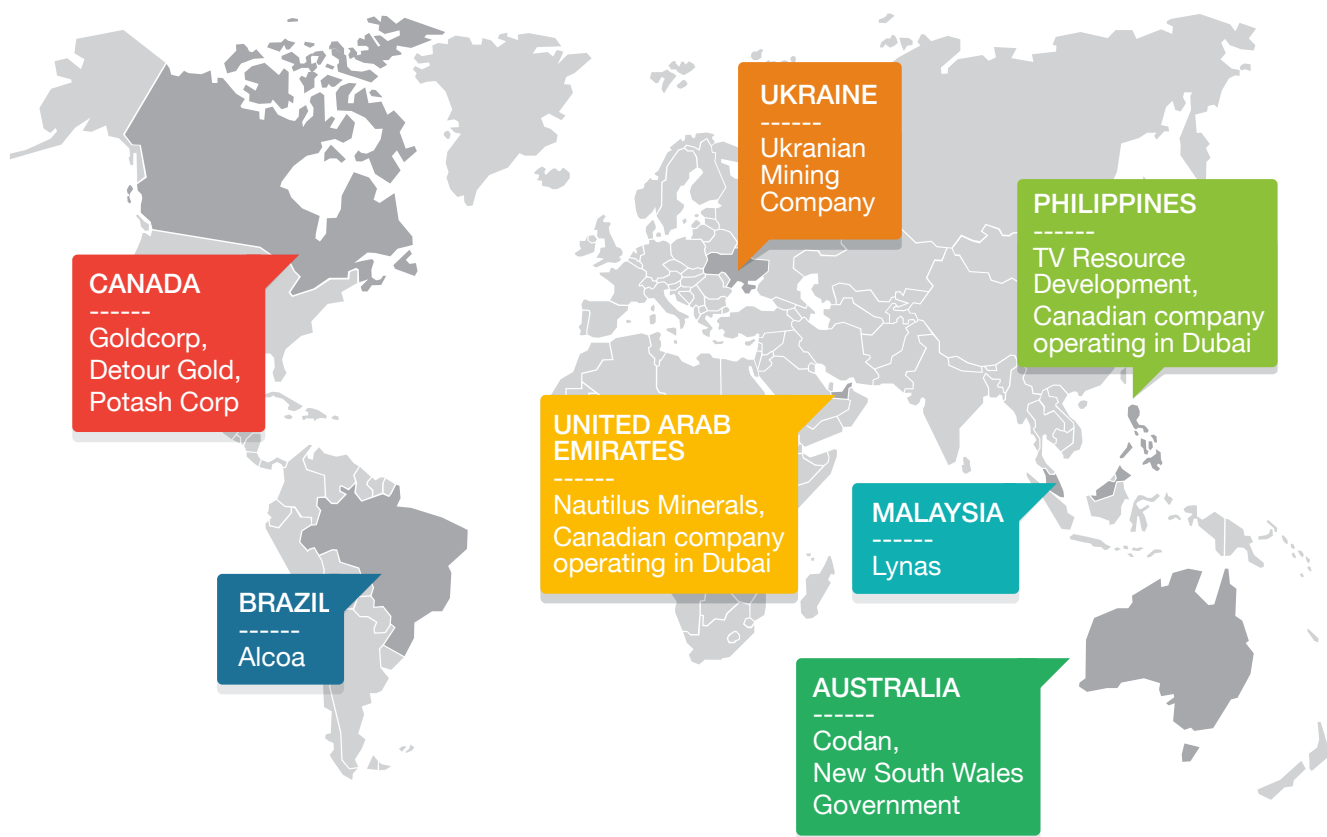 UKRAINE
------
Ukranian
Mining
Company
PHILIPPINES
------
TV Resource
Development,
Canadian company
operating in Dubai
CANADA
------
Goldcorp,
Detour Gold,
Potash Corp
UNITED ARAB
EMIRATES
------
Nautilus Minerals,
Canadian company
operating in Dubai
MALAYSIA
------
Lynas
BRAZIL
------
Alcoa
AUSTRALIA
------
Codan,
New South Wales
Government